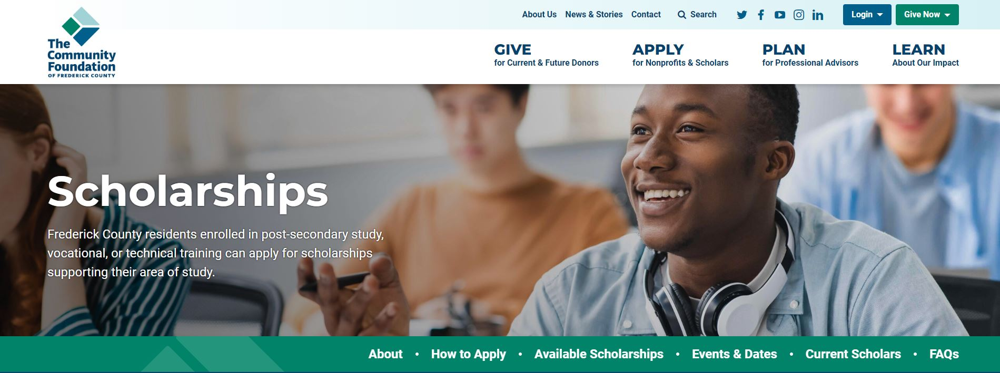 About Us News & Stories Contact Search Login Give Now
The
Community
Foundation
OF FREDERICK COUNTY
GIVE
for Current & Future Donors
APPLY
for Nonprofits & Scholars
PLAN
for Professional Advisors
LEARN
About Our Impact
Scholarships
Frederick County residents enrolled in post-secondary study,
vocational, or technical training can apply for scholarships
supporting their area of study.
About • How to Apply • Available Scholarships • Events & Dates • Current Scholars • FAQs